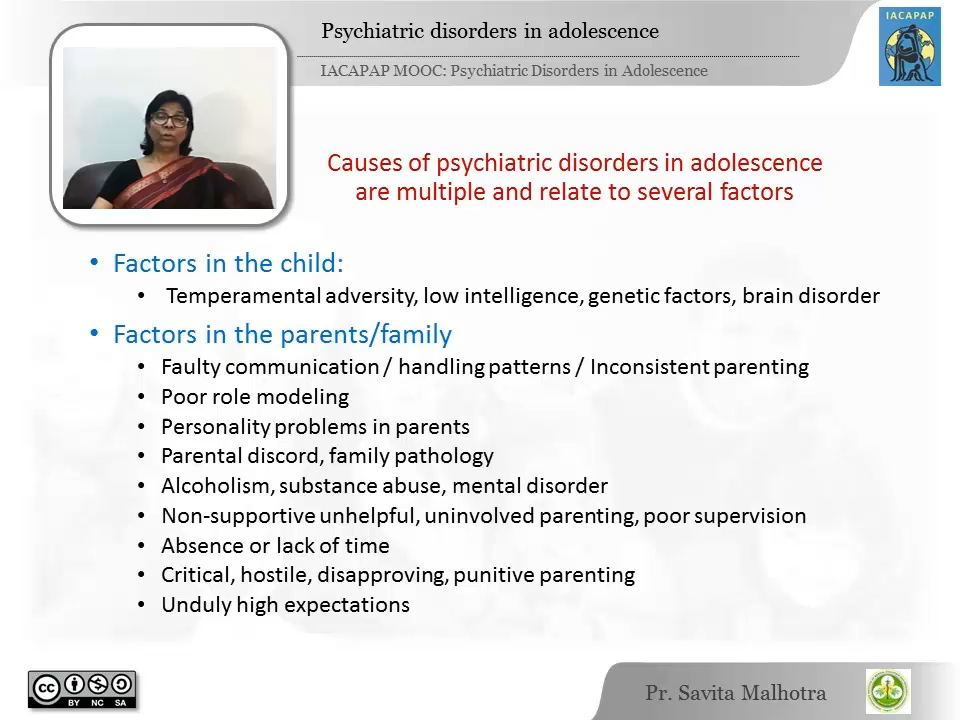 Psychiatric disorders in adolescence
IACAPAP MOOC: Psychiatric Disorders in Adolescence
IACAPAP
Causes of psychiatric disorders in adolescence
are multiple and relate to several factors
• Factors in the child:
• Temperamental adversity, low intelligence, genetic factors, brain disorder
• Factors in the parents/family
• Faulty communication / handling patterns / Inconsistent parenting
• Poor role modeling
• Personality problems in parents
• Parental discord, family pathology
• Alcoholism, substance abuse, mental disorder
• Non-supportive unhelpful, uninvolved parenting, poor supervision
• Absence or lack of time
• Critical, hostile, disapproving, punitive parenting
• Unduly high expectations
cc
BY NC SA
Pr. Savita Malhotra